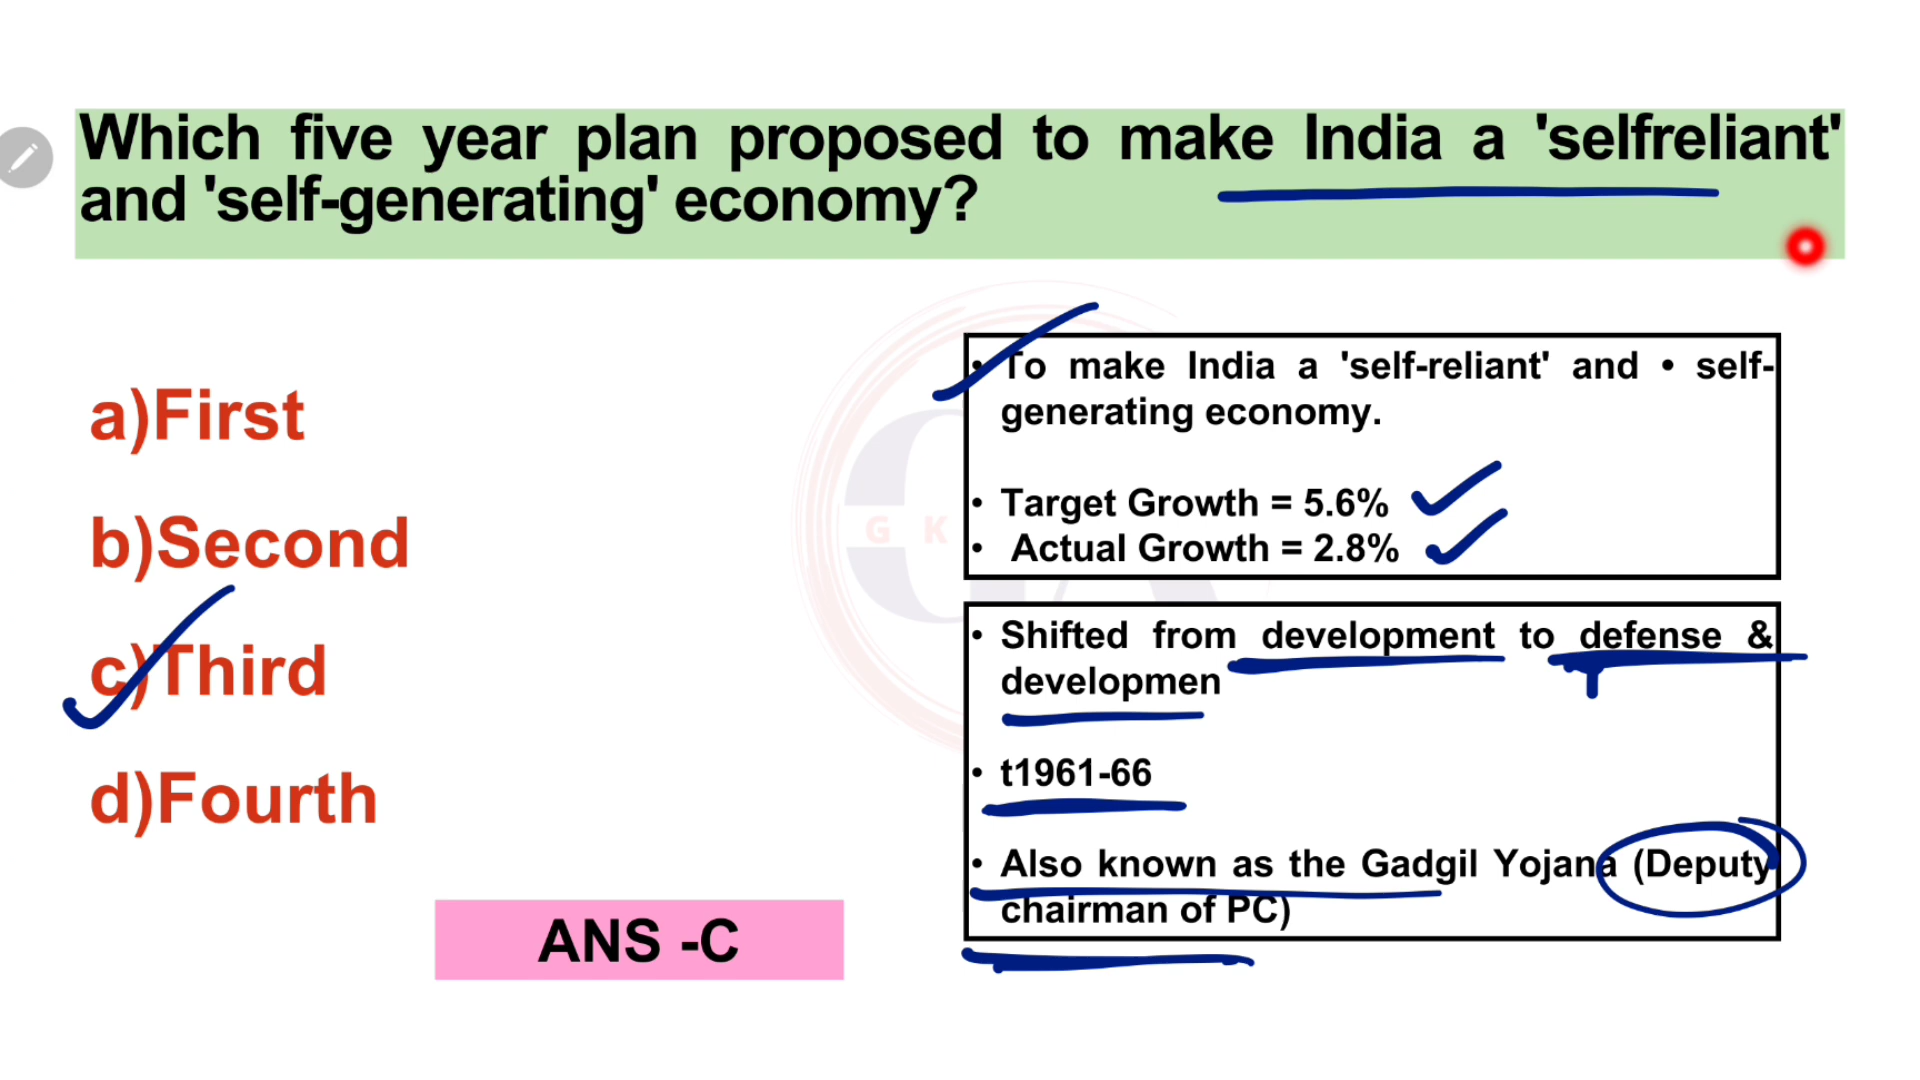 Which five year plan proposed to make India a 'selfreliant'
and 'self-generating' economy?
a)First
b)Second
c)Third
d)Fourth
ANS -C
• To make India a 'self-reliant' and • self-
generating economy.
• Target Growth = 5.6%
• Actual Growth = 2.8%
• Shifted from development to defense &
developmen
• t1961-66
• Also known as the Gadgil Yojana (Deputy
chairman of PC)
G K